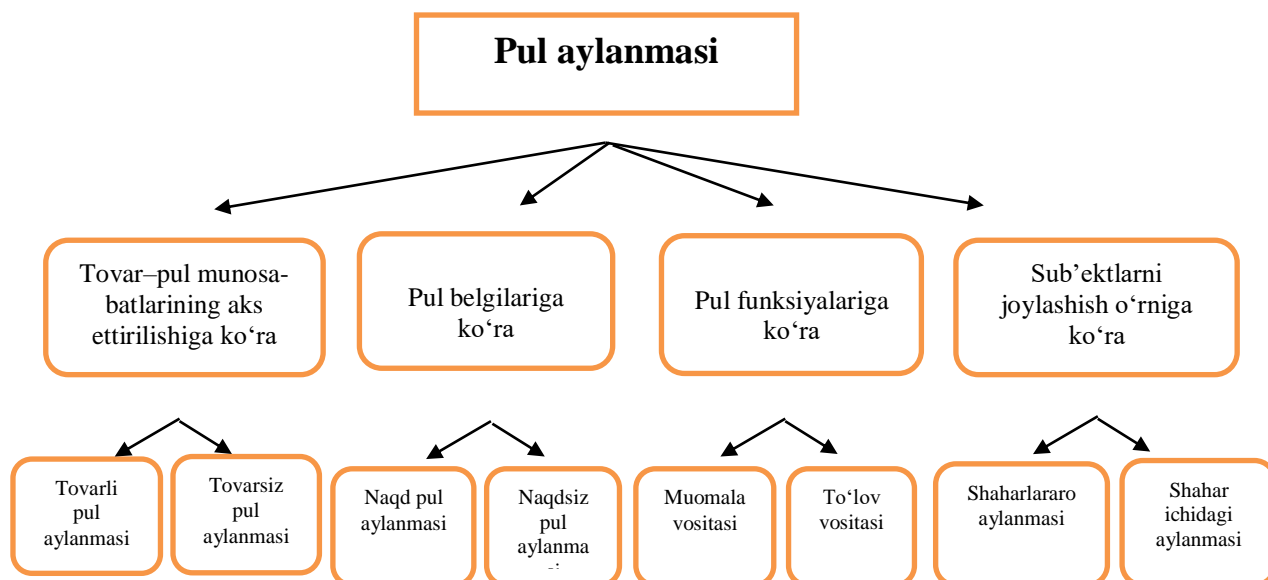 Pul aylanmasi
Tovar–pul munosa-
batlarining aks
ettirilishiga ko‘ra
Pul belgilariga
ko‘ra
Pul funksiyalariga
ko‘ra
Sub’ektlarni
joylashish o‘rniga
ko‘ra
Tovarli
pul
aylanmasi
Tovarsiz
pul
aylanmasi
Naqd pul
aylanmasi
Naqdsiz
pul
aylanma
Muomala
vositasi
To‘lov
vositasi
Shaharlararo
aylanmasi
Shahar
ichidagi
aylanmasi